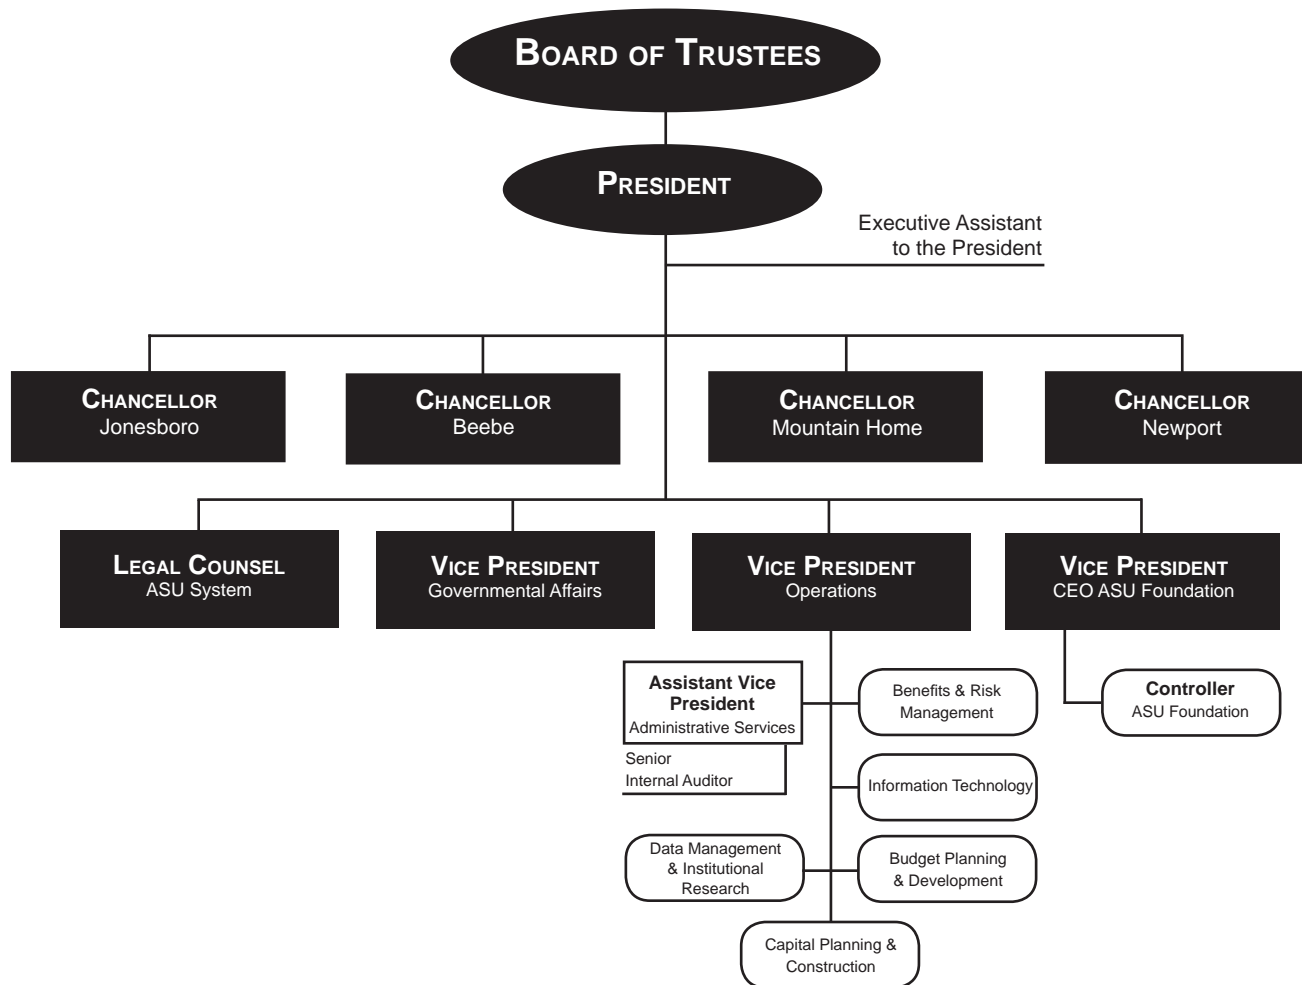 BOARD OF TRUSTEES
PRESIDENT
Executive Assistant
to the President
CHANCELLOR
Jonesboro
CHANCELLOR
Beebe
CHANCELLOR
Mountain Home
CHANCELLOR
Newport
LEGAL COUNSEL
ASU System
VICE PRESIDENT
Governmental Affairs
VICE PRESIDENT
Operations
VICE PRESIDENT
CEO ASU Foundation
Assistant Vice
President
Administrative Services
Senior
Internal Auditor
Benefits & Risk
Management
Controller
ASU Foundation
Information Technology
Data Management
& Institutional
Research
Budget Planning
& Development
Capital Planning &
Construction